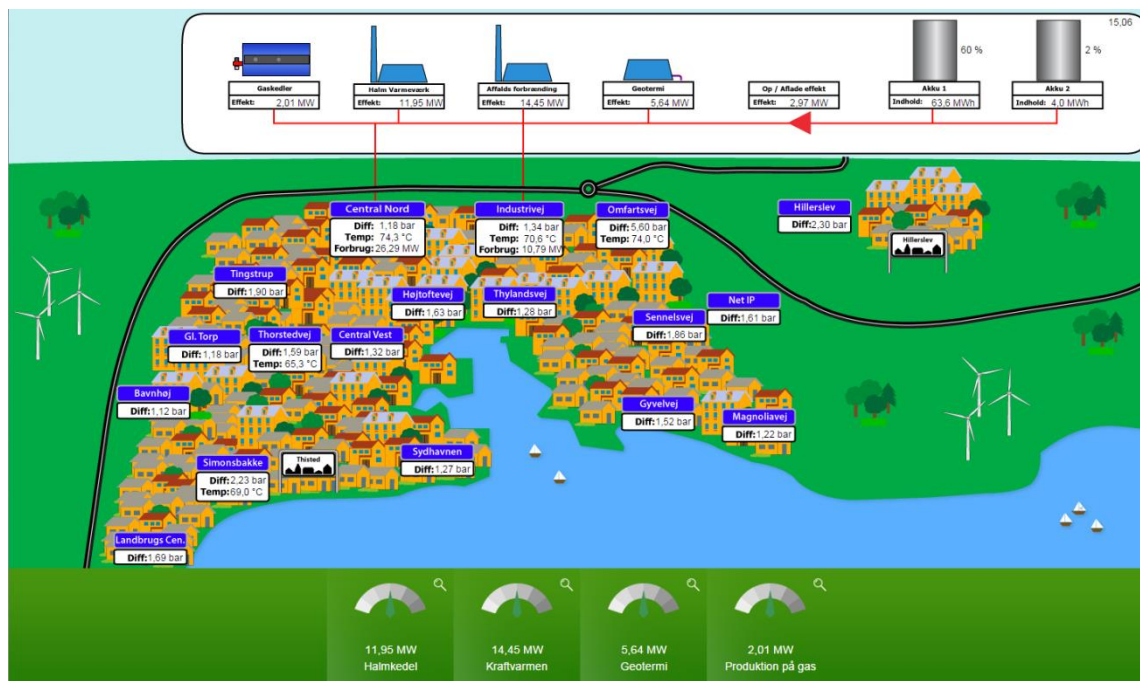 15,06
60 %
2 %
Gaskedler
Effekt: 2,01 MW
Halm Varmeværk
Effekt: 11,95 MW
Affalds forbrænding
Effekt: 14,45 MW
Geotermi
Effekt: 5,64 MW
Op / Aflade effekt
Effekt: 2,97 MW
Akku 1
Indhold: 63,6 MWh
Akku 2
Indhold: 4,0 MWh
Central Nord
Diff: 1,18 bar
Temp: 74,3 °C
Forbrug: 26,29 MW
Industrivej
Diff: 1,34 bar
Temp: 70,6 °C
Forbrug: 10,79 MW
Omfartsvej
Diff: 5,60 bar
Temp: 74,0 °C
Hillerslev
Diff: 2,30 bar
Hillerslev
Tingstrup
Diff: 1,90 bar
Højtoftevej
Diff: 1,63 bar
Thylandsvej
Diff: 1,28 bar
Net IP
Diff: 1,61 bar
Sennelsvej
Diff: 1,86 bar
Gl. Torp
Diff: 1,18 bar
Thorstedvej
Diff: 1,59 bar
Temp: 65,3 °C
Central Vest
Diff: 1,32 bar
Bavnhøj
Diff: 1,12 bar
Gyvelvej
Diff: 1,52 bar
Magnoliavej
Diff: 1,22 bar
Simonsbakke
Diff: 2,23 bar
Temp: 69,0 °C
Thisted
Sydhavnen
Diff: 1,27 bar
Landbrugs Cen.
Diff: 1,69 bar
11,95 MW
Halmkedel
14,45 MW
Kraftvarmen
5,64 MW
Geotermi
2,01 MW
Produktion på gas